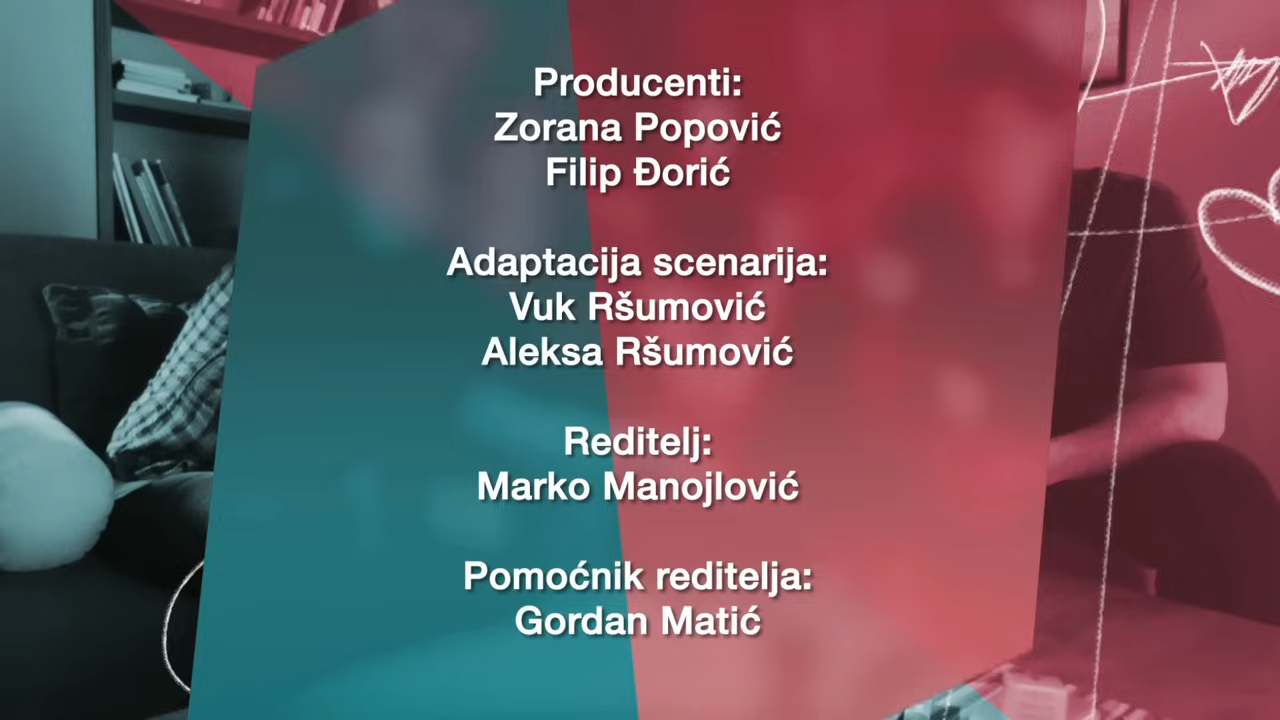 Producenti:
Zorana Popović
Filip Đorić
Adaptacija scenarija:
Vuk Ršumović
Aleksa Ršumović
Reditelj:
Marko Manojlović
Pomoćnik reditelja:
Gordan Matić